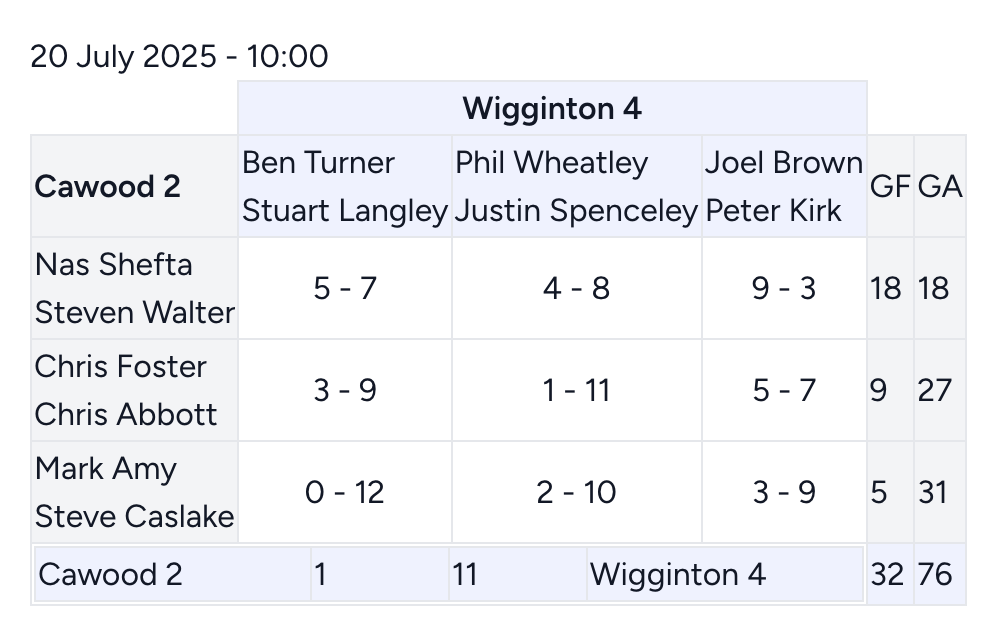 20 July 2025 - 10:00
Wigginton 4
Cawood 2
Ben Turner
Stuart Langley
Phil Wheatley
Justin Spenceley
Joel Brown
Peter Kirk
GF GA
Nas Shefta
Steven Walter
5 - 7 4 - 8 9 - 3 18 18
Chris Foster
Chris Abbott
3 - 9 1 - 11 5 - 7 9 27
Mark Amy
Steve Caslake
0 - 12 2 - 10 3 - 9 5 31
Cawood 2 1 11 Wigginton 4 32 76